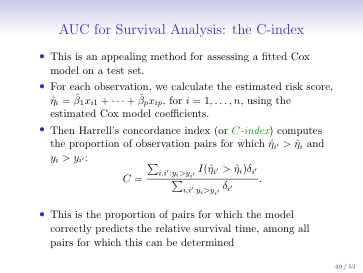 AUC for Survival Analysis: the C-index
• This is an appealing method for assessing a fitted Cox
model on a test set.
• For each observation, we calculate the estimated risk score,
η̂ᵢ = β̂₁xᵢ₁ + ⋯ + β̂ₚxᵢₚ, for i = 1, . . . , n, using the
estimated Cox model coefficients.
• Then Harrell's concordance index (or C-index) computes
the proportion of observation pairs for which η̂ᵢ′ > η̂ᵢ and
yᵢ > yᵢ′:
C = ∑_{i,i′:yᵢ>yᵢ′} I(η̂ᵢ′ > η̂ᵢ)δᵢ′ / ∑_{i,i′:yᵢ>yᵢ′} δᵢ′ .
• This is the proportion of pairs for which the model
correctly predicts the relative survival time, among all
pairs for which this can be determined
49 / 53